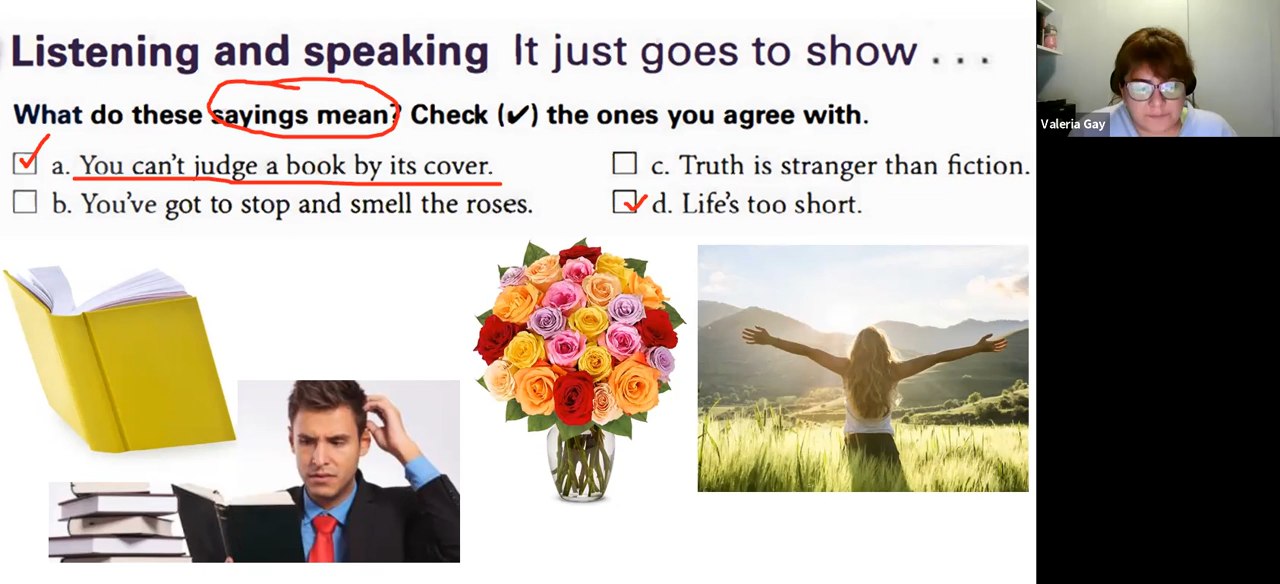 Listening and speaking It just goes to show . . .
What do these sayings mean? Check (✔) the ones you agree with.
a. You can't judge a book by its cover.
b. You've got to stop and smell the roses.
c. Truth is stranger than fiction.
d. Life's too short.
Valeria Gay